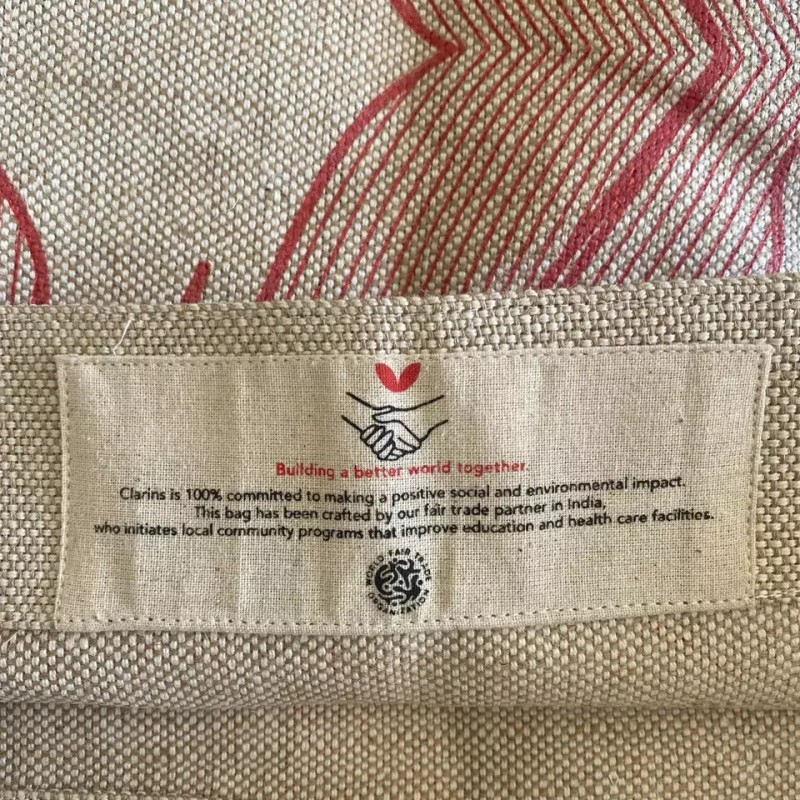 Building a better world together.
Clarins is 100% committed to making a positive social and environmental impact.
This bag has been crafted by our fair trade partner in India,
who initiates local community programs that improve education and health care facilities.
WORLD FAIR TRADE ORGANIZATION